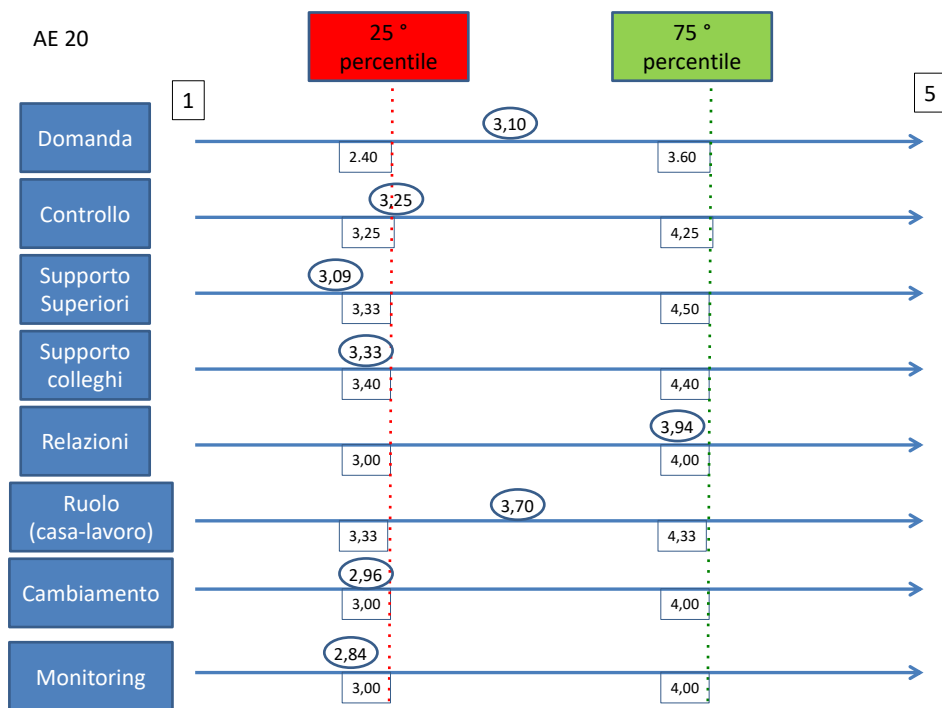 AE 20
25 °
percentile
75 °
percentile
1
5
Domanda
3,10
2.40
3.60
Controllo
3,25
3,25
4,25
Supporto
Superiori
3,09
3,33
4,50
Supporto
colleghi
3,33
3,40
4,40
Relazioni
3,94
3,00
4,00
Ruolo
(casa-lavoro)
3,70
3,33
4,33
Cambiamento
2,96
3,00
4,00
Monitoring
2,84
3,00
4,00